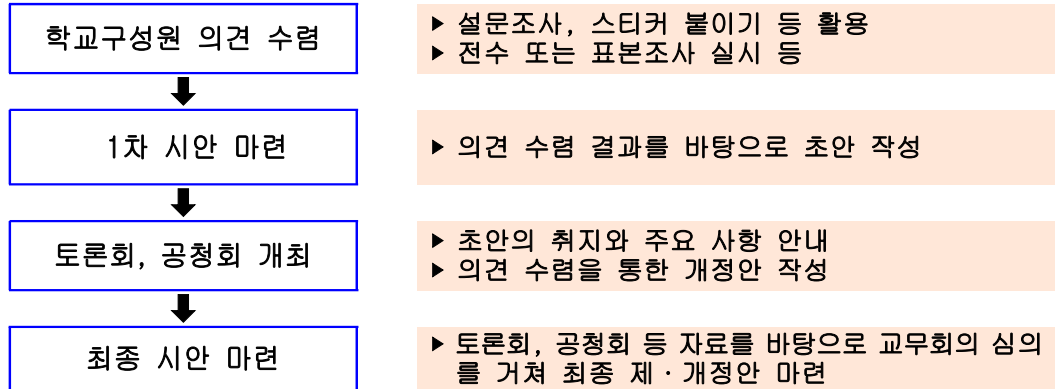 학교구성원 의견 수렴
▶ 설문조사, 스티커 붙이기 등 활용
▶ 전수 또는 표본조사 실시 등
1차 시안 마련
▶ 의견 수렴 결과를 바탕으로 초안 작성
토론회, 공청회 개최
▶ 초안의 취지와 주요 사항 안내
▶ 의견 수렴을 통한 개정안 작성
최종 시안 마련
▶ 토론회, 공청회 등 자료를 바탕으로 교무회의 심의
를 거쳐 최종 제·개정안 마련